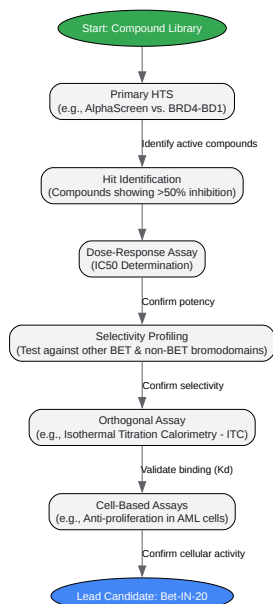 Start: Compound Library
Primary HTS
(e.g., AlphaScreen vs. BRD4-BD1)
Identify active compounds
Hit Identification
(Compounds showing >50% inhibition)
Dose-Response Assay
(IC50 Determination)
Confirm potency
Selectivity Profiling
(Test against other BET & non-BET bromodomains)
Confirm selectivity
Orthogonal Assay
(e.g., Isothermal Titration Calorimetry - ITC)
Validate binding (Kd)
Cell-Based Assays
(e.g., Anti-proliferation in AML cells)
Confirm cellular activity
Lead Candidate: Bet-IN-20